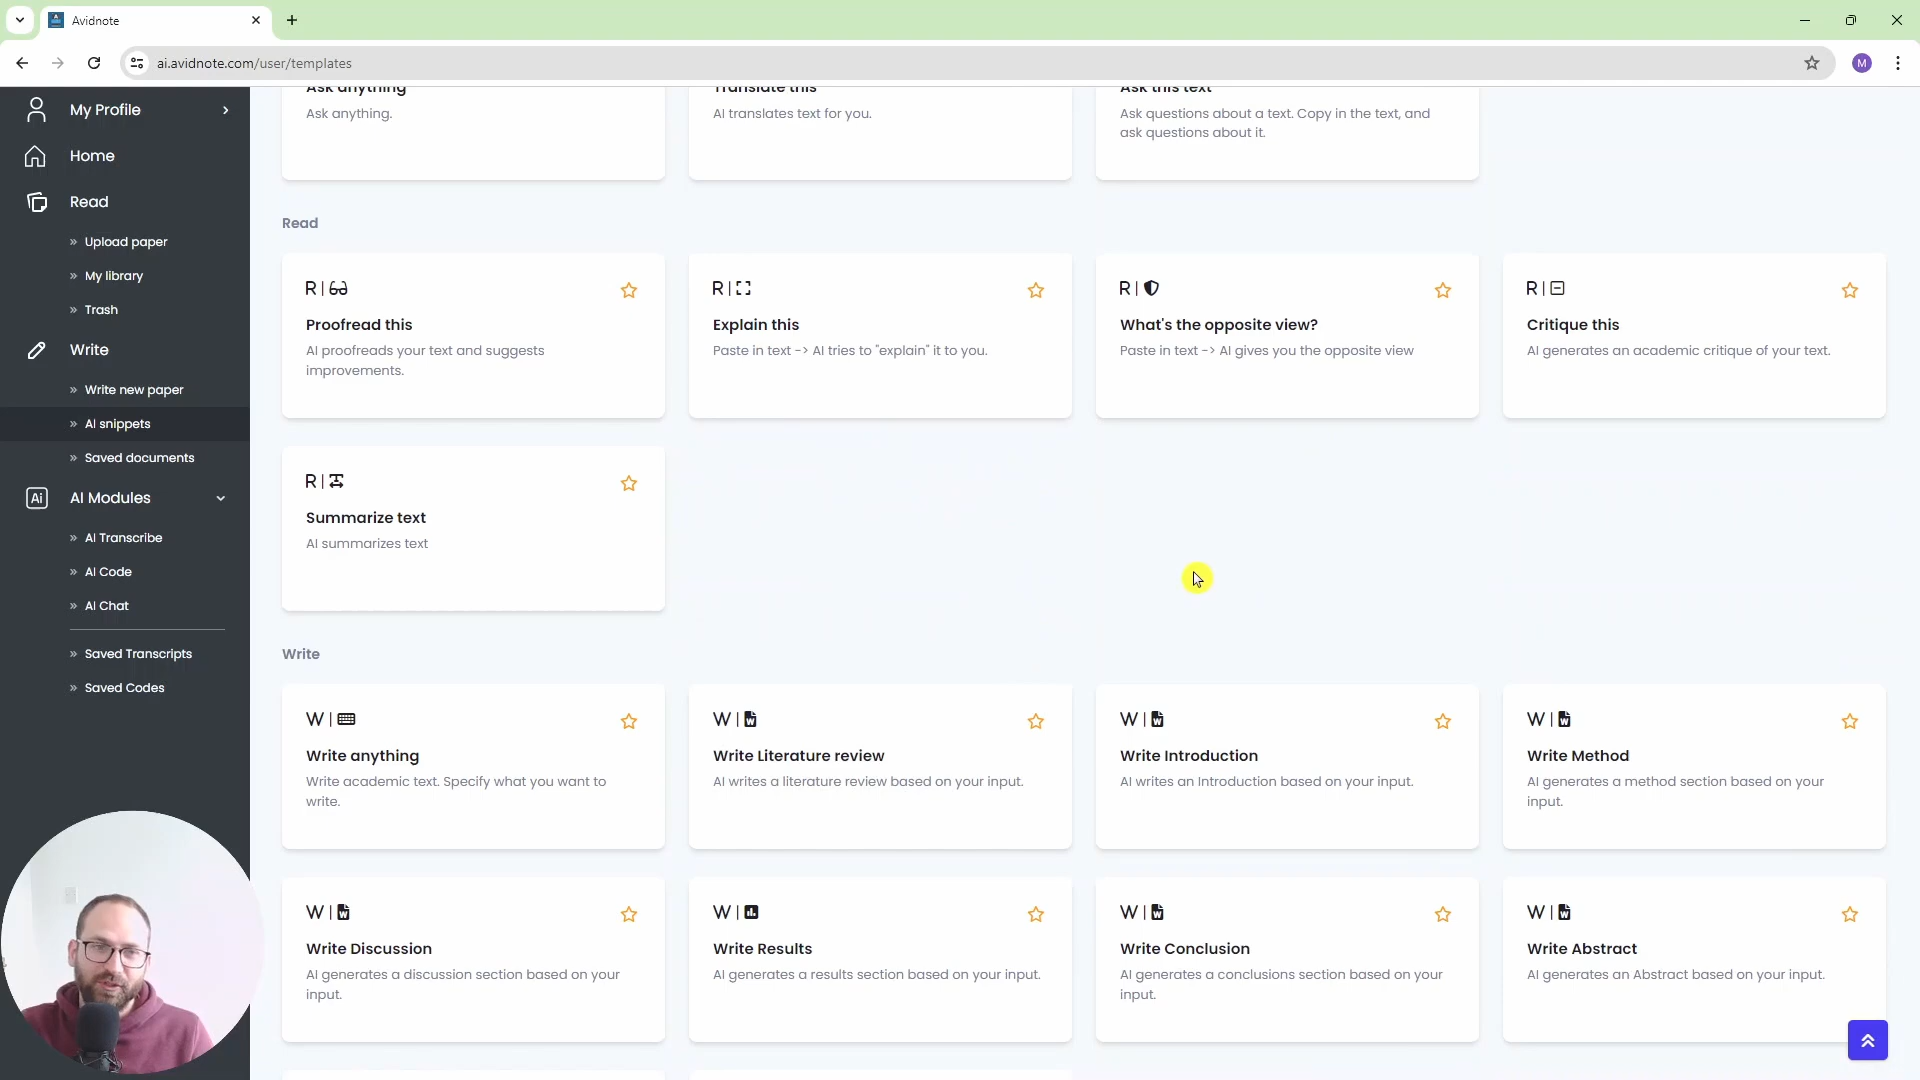 Avidnote
ai.avidnote.com/user/templates
M
My Profile
Home
Read
Upload paper
My library
Trash
Write
Write new paper
AI snippets
Saved documents
Ai
AI Modules
AI Transcribe
AI Code
AI Chat
Saved Transcripts
Saved Codes
Ask anything
Ask anything.
Translate this
AI translates text for you.
Ask this text
Ask questions about a text. Copy in the text, and
ask questions about it.
Read
R |
Proofread this
AI proofreads your text and suggests
improvements.
R |
Explain this
Paste in text -> AI tries to "explain" it to you.
R |
What's the opposite view?
Paste in text -> AI gives you the opposite view
R |
Critique this
AI generates an academic critique of your text.
R |
Summarize text
AI summarizes text
Write
W |
Write anything
Write academic text. Specify what you want to
write.
W |
Write Literature review
AI writes a literature review based on your input.
W |
Write Introduction
AI writes an Introduction based on your input.
W |
Write Method
AI generates a method section based on your
input.
W |
Write Discussion
AI generates a discussion section based on your
input.
W |
Write Results
AI generates a results section based on your input.
W |
Write Conclusion
AI generates a conclusions section based on your
input.
W |
Write Abstract
AI generates an Abstract based on your input.